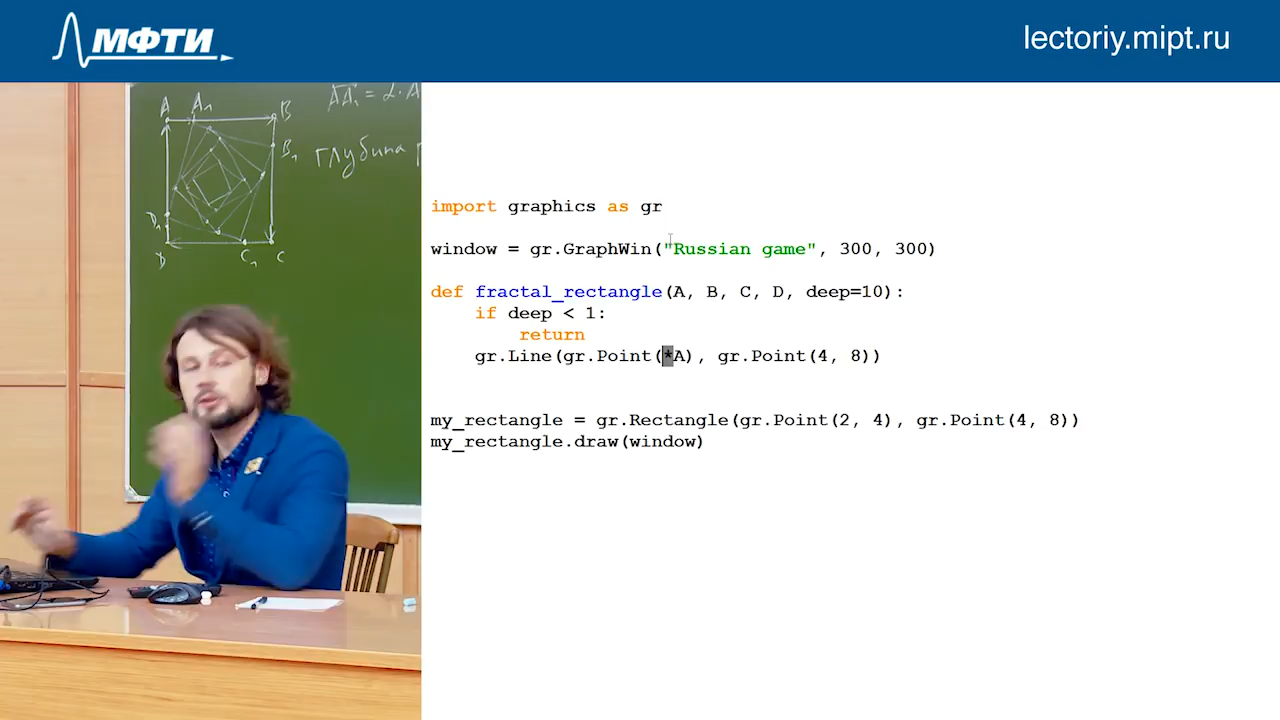 МФТИ
lectoriy.mipt.ru
A A₁ B
B₁
D₁
D C₁ C
глубина
import graphics as gr
window = gr.GraphWin("Russian game", 300, 300)
def fractal_rectangle(A, B, C, D, deep=10):
if deep < 1:
return
gr.Line(gr.Point(*A), gr.Point(4, 8))
my_rectangle = gr.Rectangle(gr.Point(2, 4), gr.Point(4, 8))
my_rectangle.draw(window)